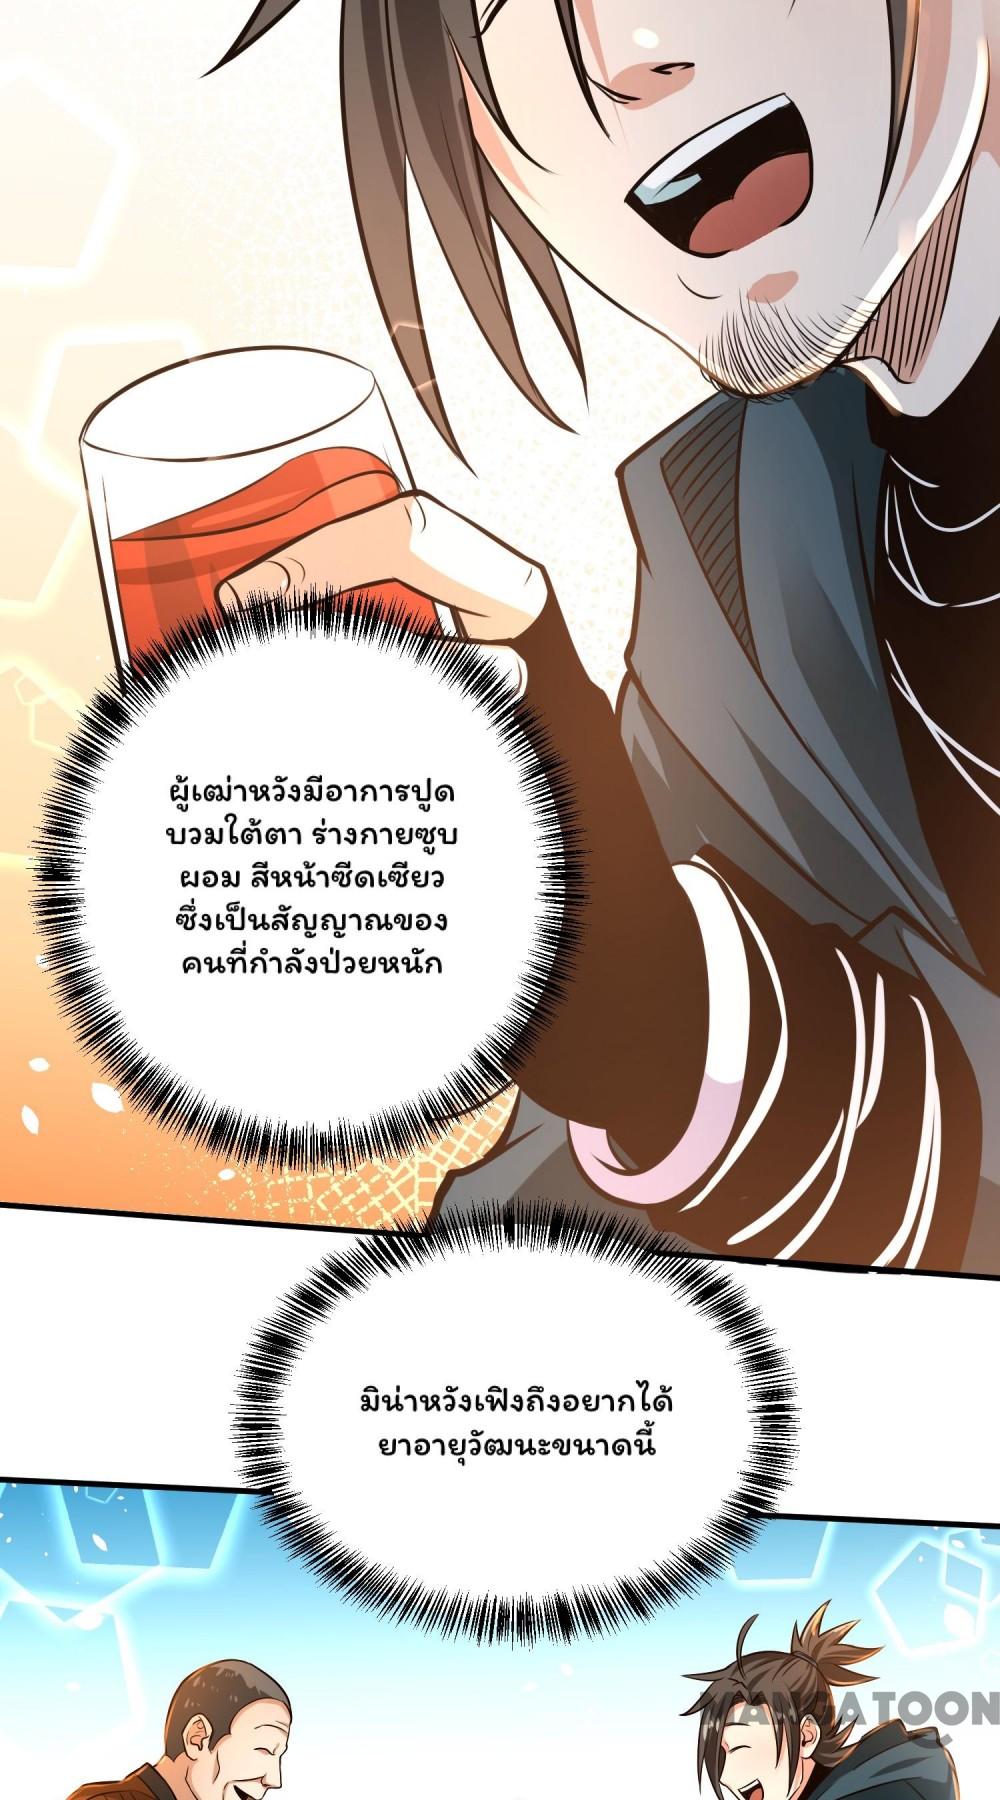 ผู้เฒ่าหวังมีอาการปูด
บวมใต้ตา ร่างกายซูบ
ผอม สีหน้าซีดเซียว
ซึ่งเป็นสัญญาณของ
คนที่กำลังป่วยหนัก
มิน่าหวังเฟิงถึงอยากได้
ยาอายุวัฒนะขนาดนี้
MANGATOON